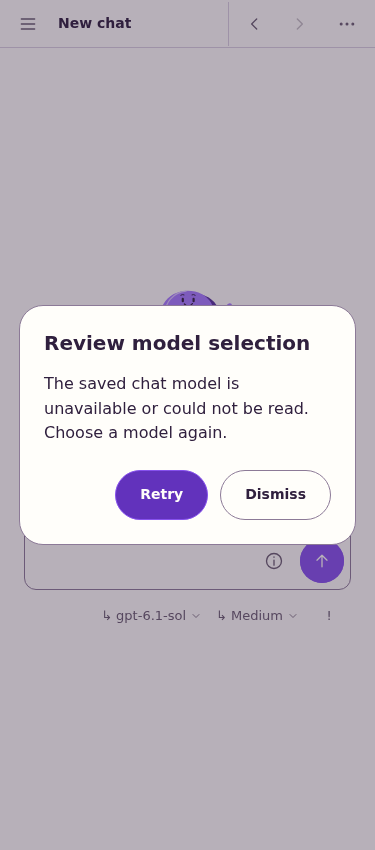 New chat
Review model selection
The saved chat model is
unavailable or could not be read.
Choose a model again.
Retry
Dismiss
↳ gpt-6.1-sol
↳ Medium
!